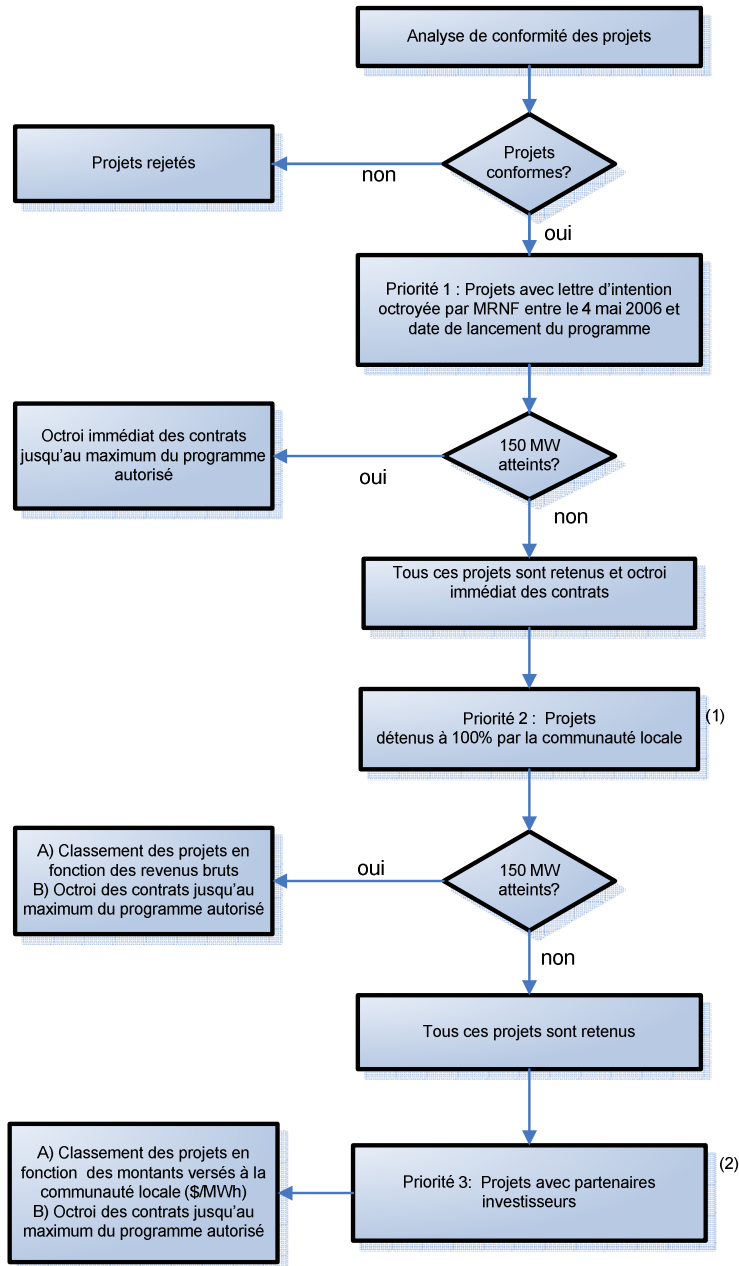 Analyse de conformité des projets
Projets
conformes?
non
Projets rejetés
oui
Priorité 1 : Projets avec lettre d'intention
octroyée par MRNF entre le 4 mai 2006 et
date de lancement du programme
150 MW
atteints?
oui
Octroi immédiat des contrats
jusqu'au maximum du programme
autorisé
non
Tous ces projets sont retenus et octroi
immédiat des contrats
Priorité 2 : Projets
détenus à 100% par la communauté locale
(1)
150 MW
atteints?
oui
A) Classement des projets en
fonction des revenus bruts
B) Octroi des contrats jusqu'au
maximum du programme autorisé
non
Tous ces projets sont retenus
Priorité 3: Projets avec partenaires
investisseurs
(2)
A) Classement des projets en
fonction des montants versés à la
communauté locale ($/MWh)
B) Octroi des contrats jusqu'au
maximum du programme autorisé